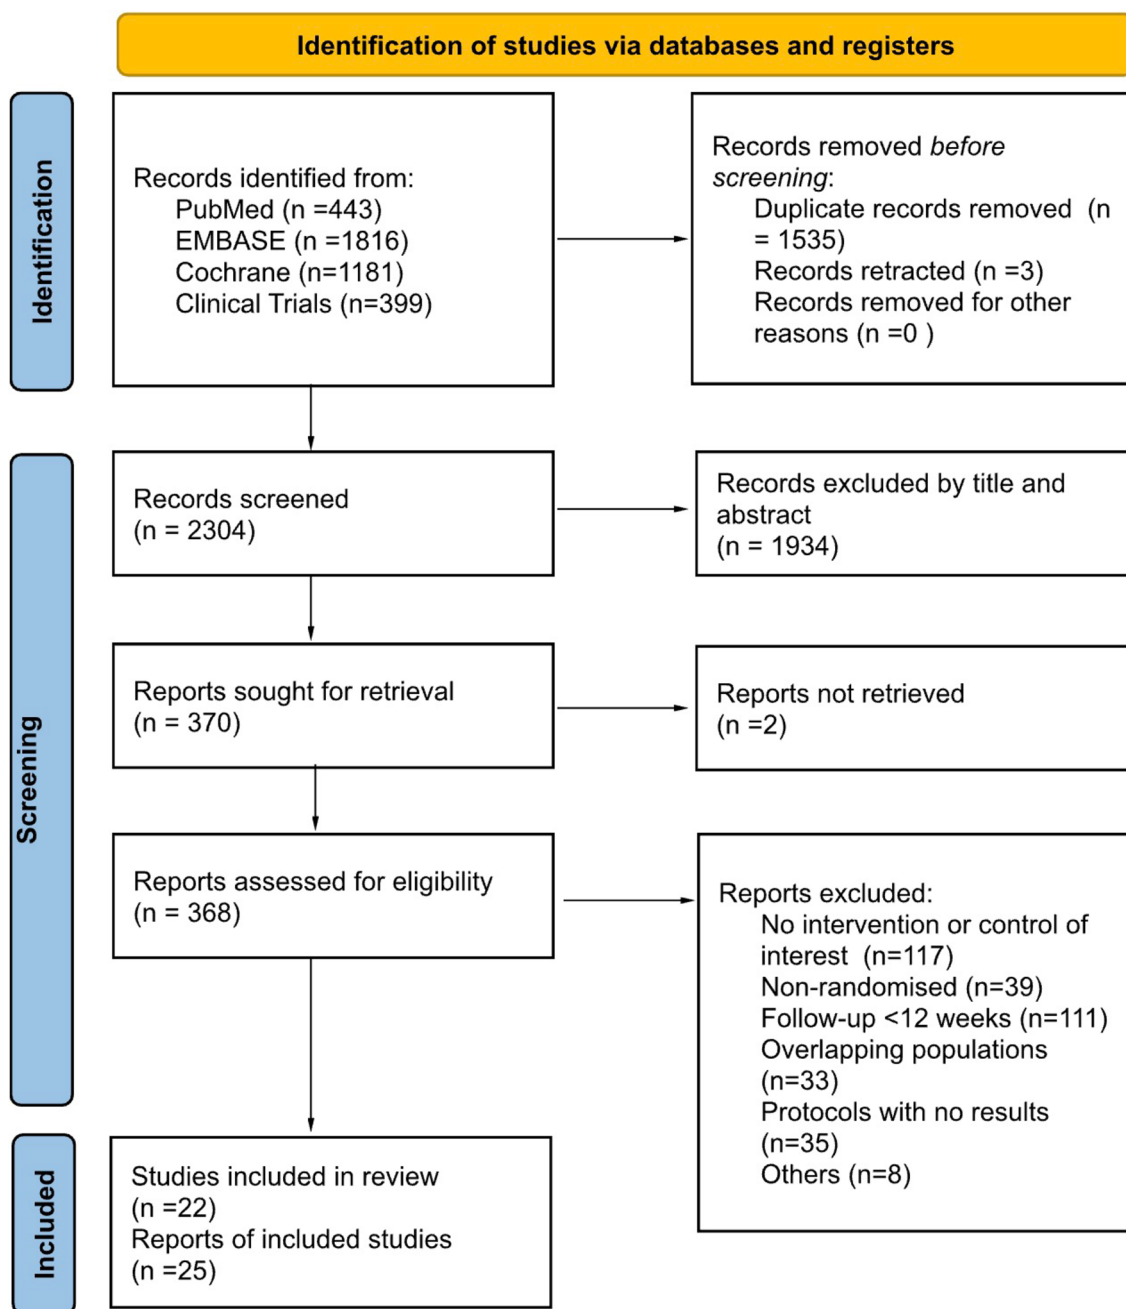 Identification of studies via databases and registers
Identification
Records identified from:
PubMed (n =443)
EMBASE (n =1816)
Cochrane (n=1181)
Clinical Trials (n=399)
Records removed before
screening:
Duplicate records removed (n
= 1535)
Records retracted (n =3)
Records removed for other
reasons (n =0 )
Screening
Records screened
(n = 2304)
Records excluded by title and
abstract
(n = 1934)
Reports sought for retrieval
(n = 370)
Reports not retrieved
(n =2)
Reports assessed for eligibility
(n = 368)
Reports excluded:
No intervention or control of
interest (n=117)
Non-randomised (n=39)
Follow-up <12 weeks (n=111)
Overlapping populations
(n=33)
Protocols with no results
(n=35)
Others (n=8)
Included
Studies included in review
(n =22)
Reports of included studies
(n =25)